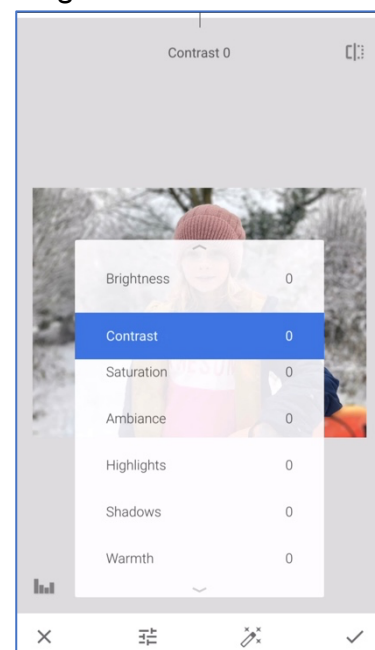 Contrast 0
Brightness 0
Contrast 0
Saturation 0
Ambiance 0
Highlights 0
Shadows 0
Warmth 0